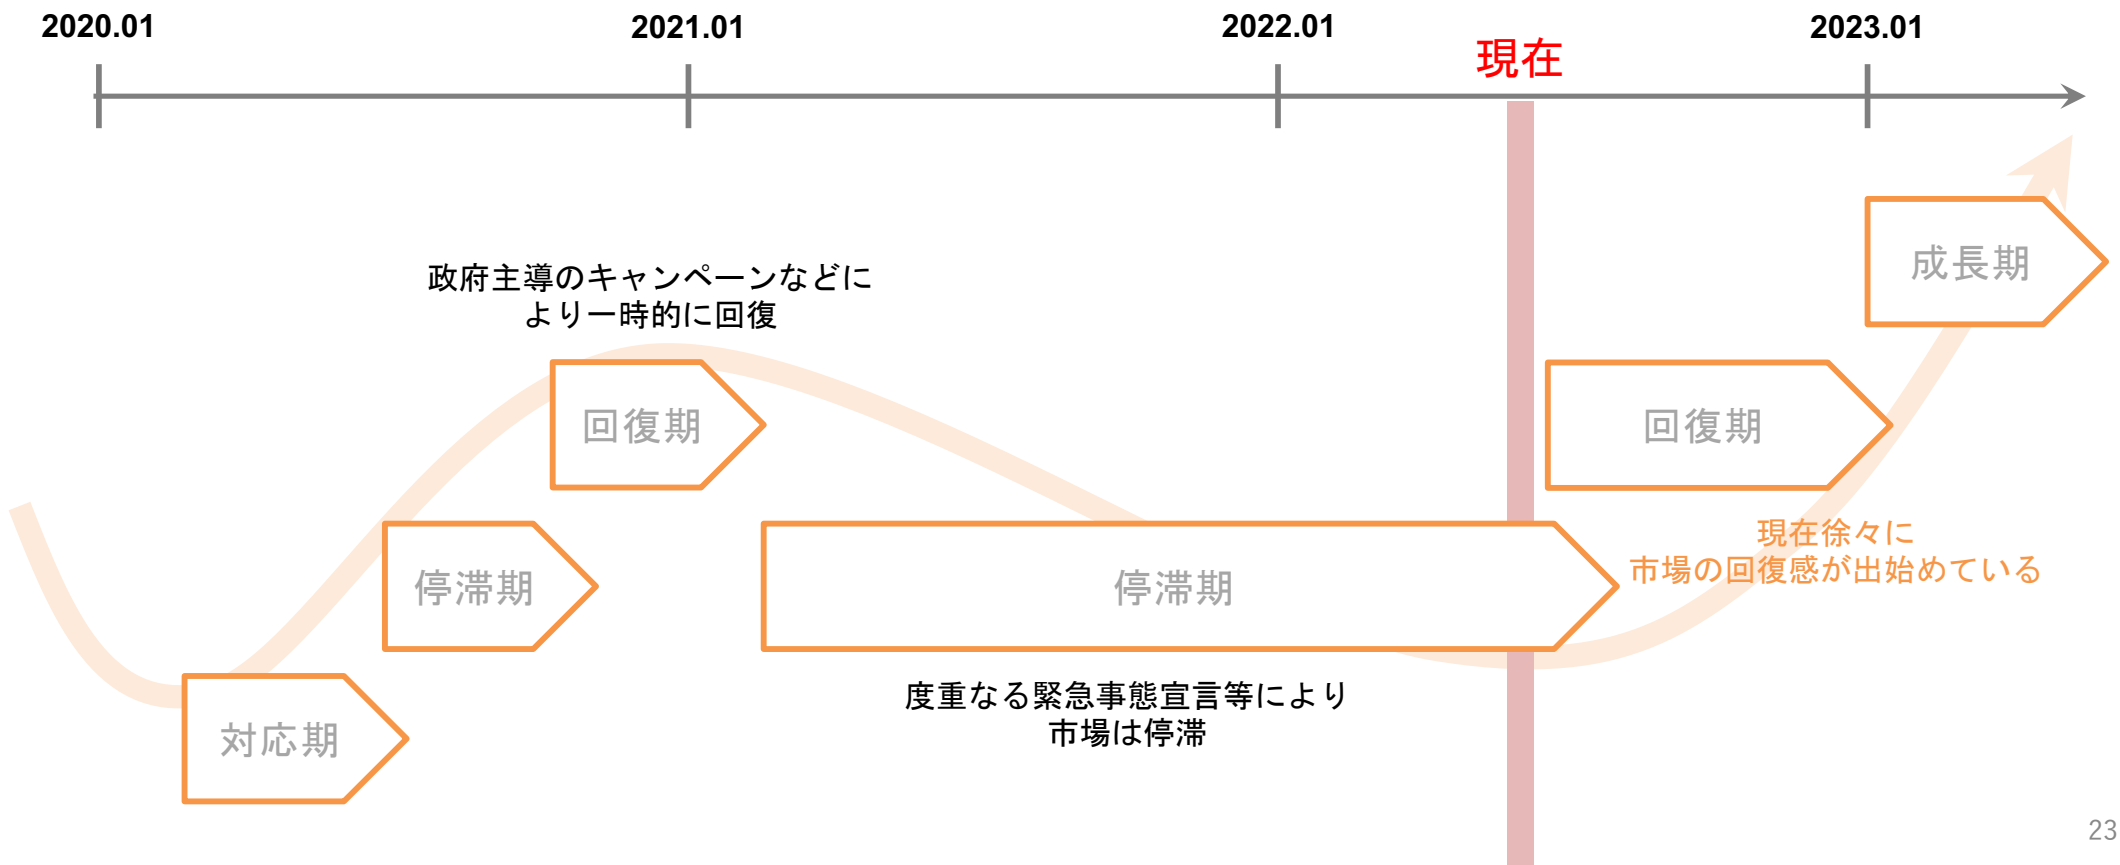 2020.01
2021.01
2022.01
現在
2023.01
成長期
政府主導のキャンペーンなどに
より一時的に回復
回復期
回復期
現在徐々に
市場の回復感が出始めている
停滞期
停滞期
度重なる緊急事態宣言等により
市場は停滞
対応期
23